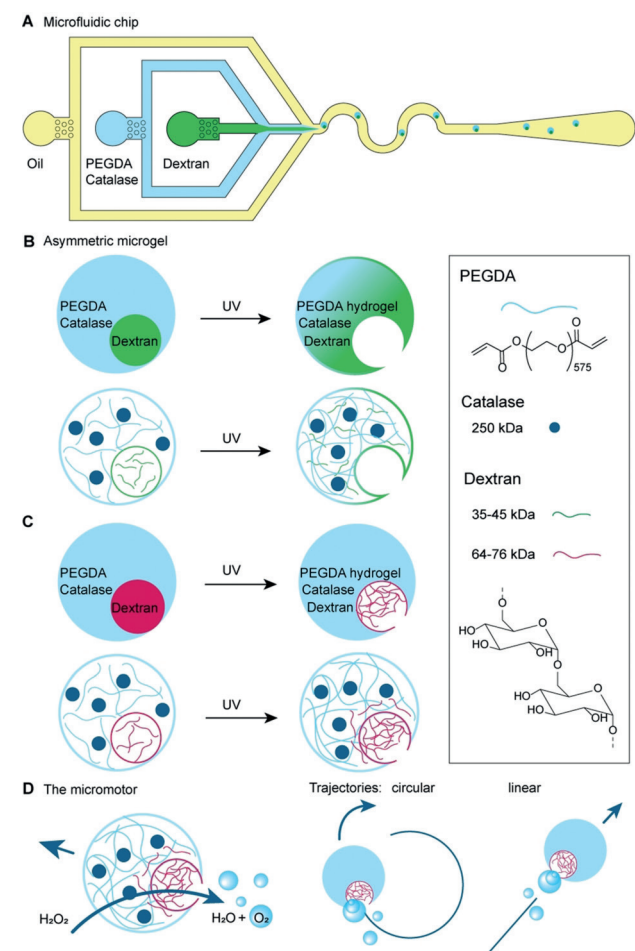 A Microfluidic chip
Oil
PEGDA
Catalase
Dextran
B Asymmetric microgel
PEGDA
Catalase
Dextran
UV
PEGDA hydrogel
Catalase
Dextran
UV
C
PEGDA
Catalase
Dextran
UV
PEGDA hydrogel
Catalase
Dextran
UV
PEGDA
O
O
O
O
575
Catalase
250 kDa
Dextran
35-45 kDa
64-76 kDa
O
HO
HO
OH
O
O
HO
HO
OH
O
O
D The micromotor
H₂O₂
H₂O + O₂
Trajectories: circular
linear